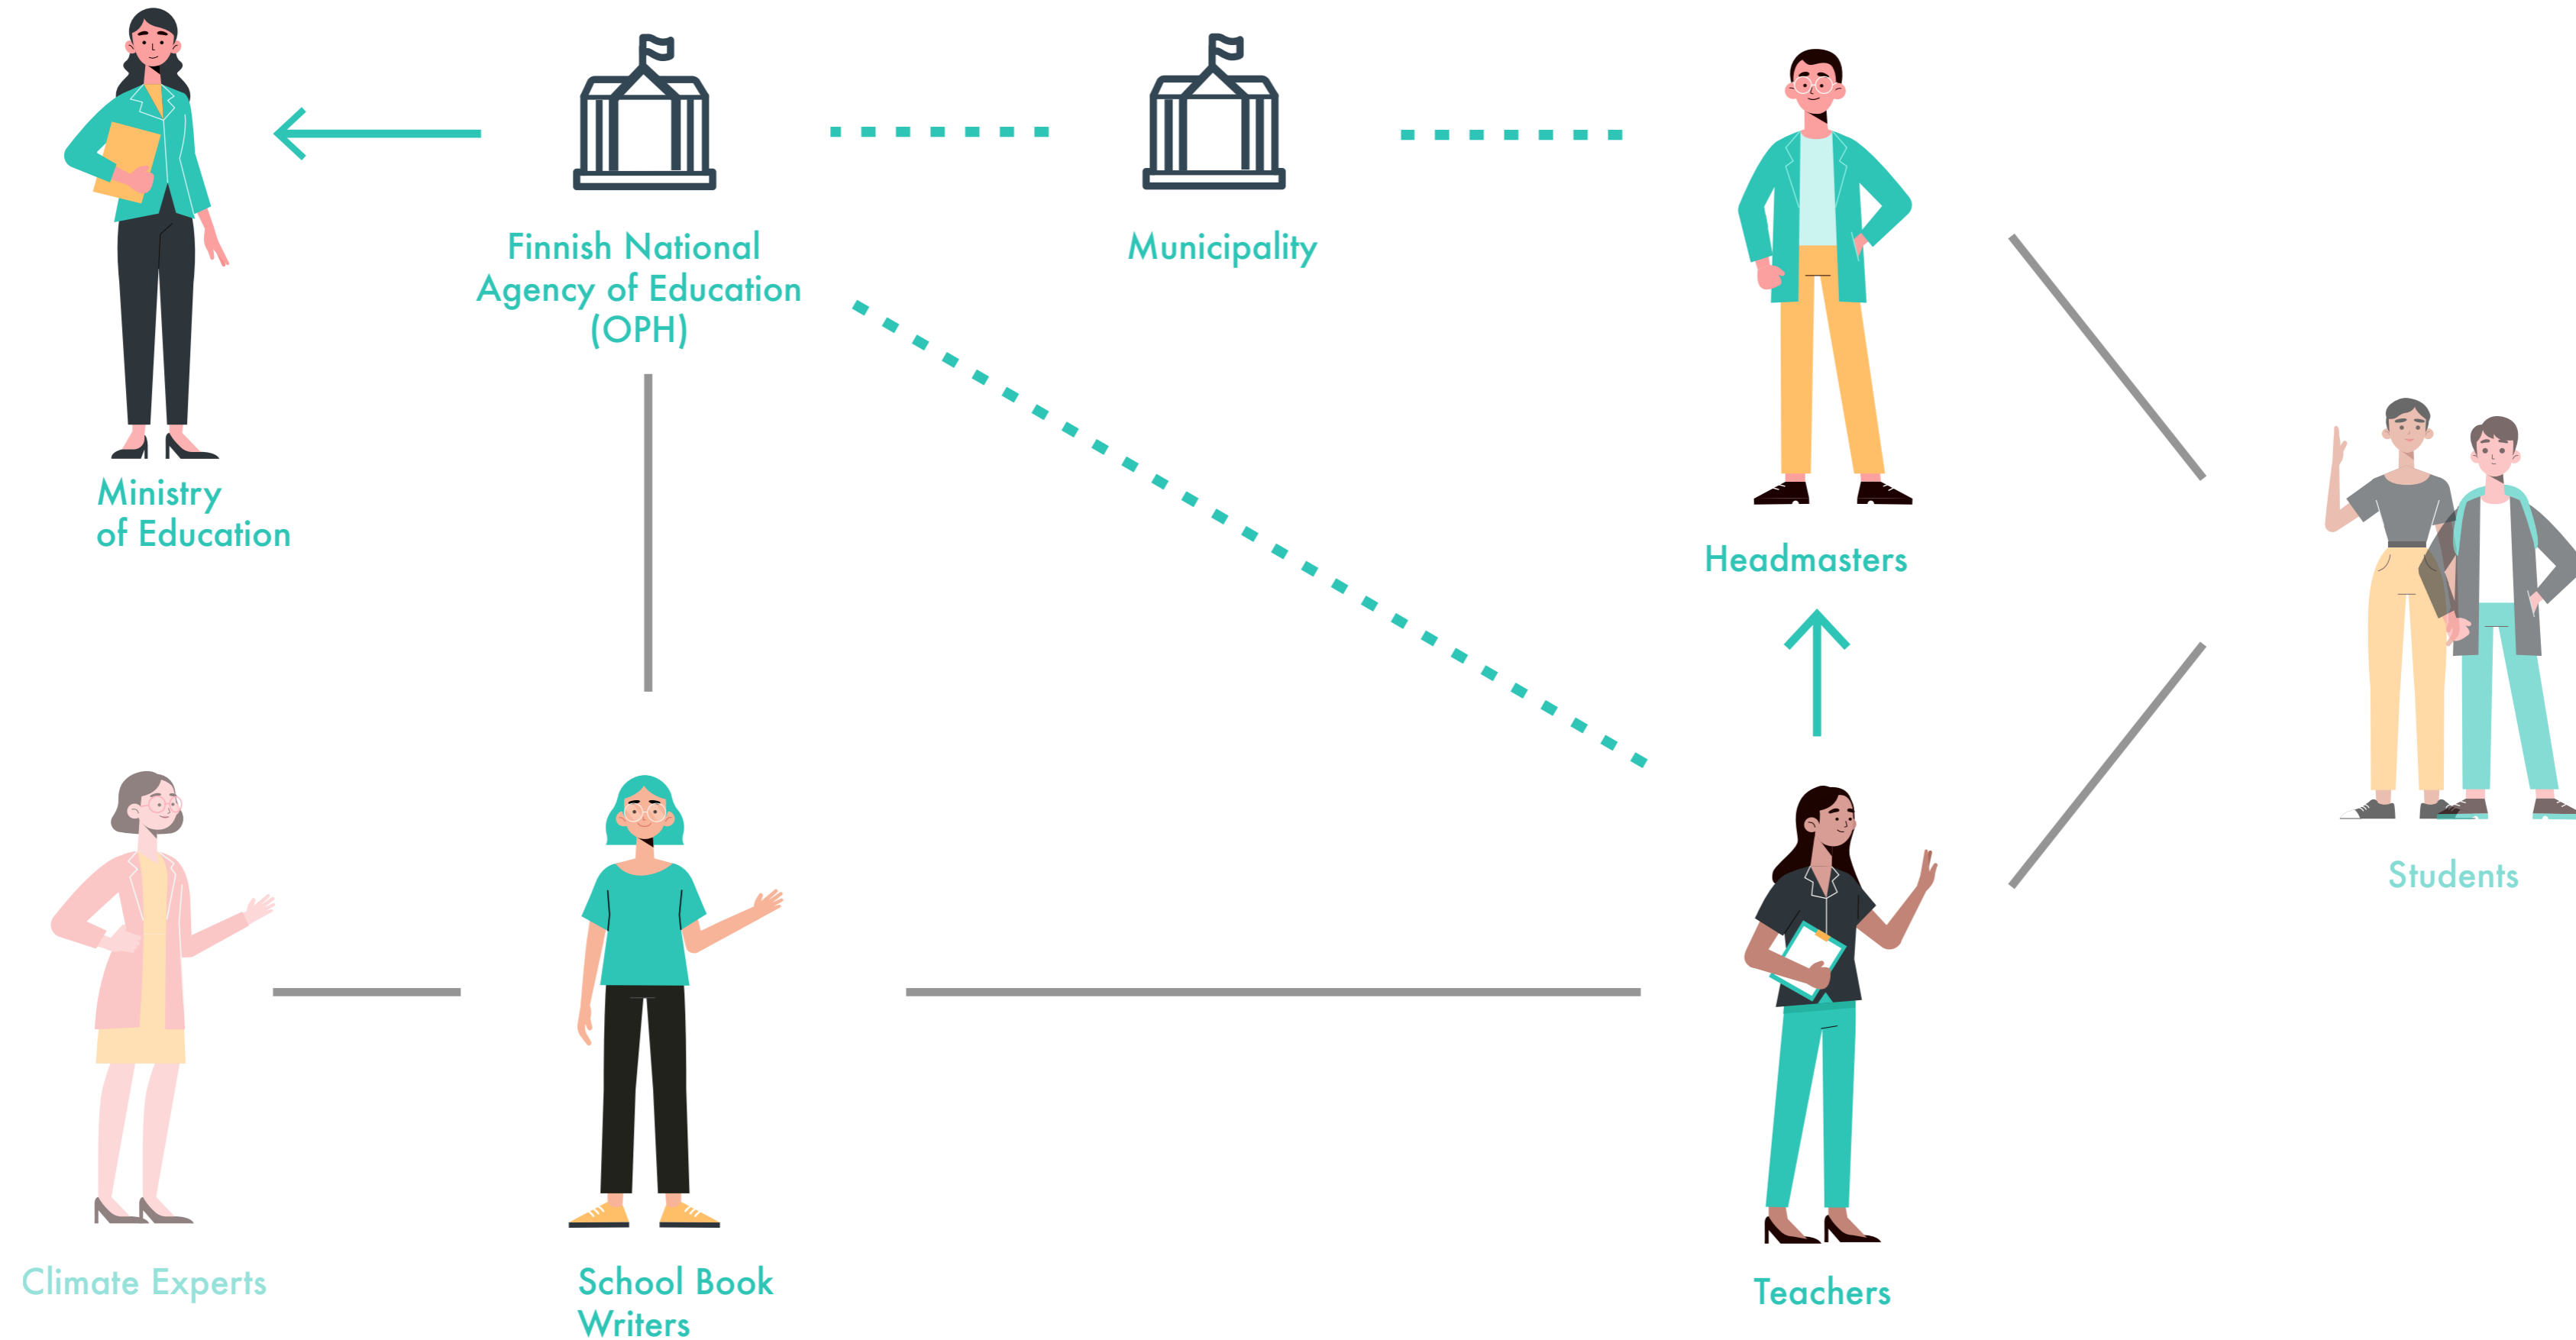 Finnish National
Agency of Education
(OPH)
Municipality
Ministry
of Education
Headmasters
Students
Climate Experts
School Book
Writers
Teachers